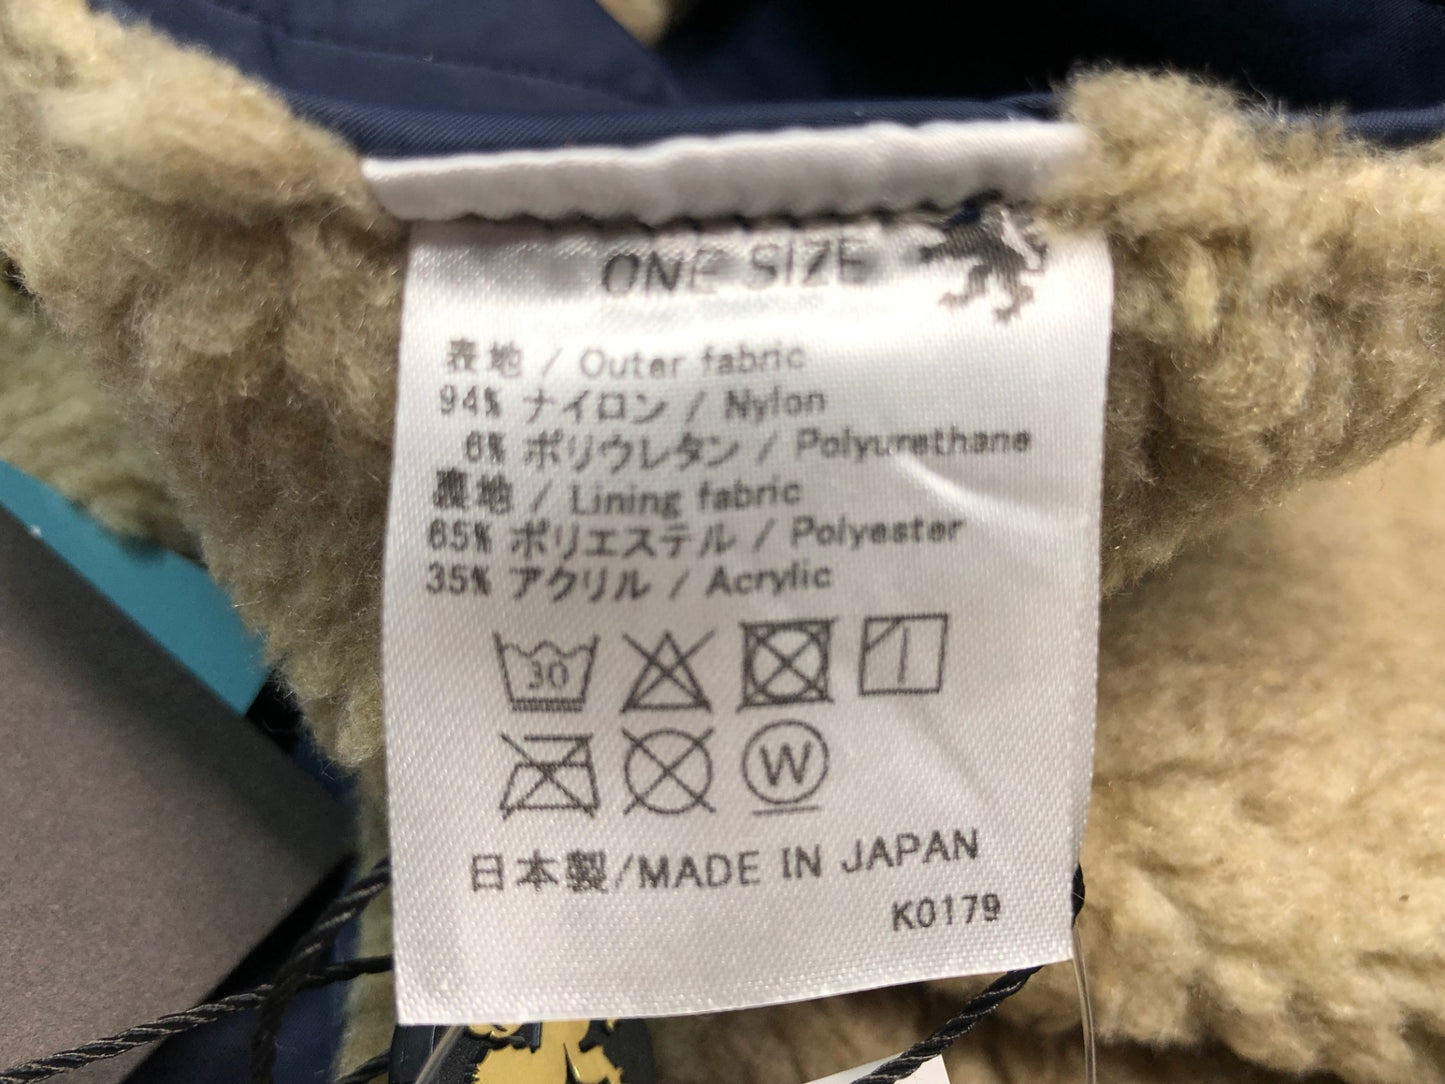 ONE SIZE
表地 / Outer fabric
94% ナイロン / Nylon
6% ポリウレタン / Polyurethane
裏地 / Lining fabric
65% ポリエステル / Polyester
35% アクリル / Acrylic
30
W
日本製/MADE IN JAPAN
K0179